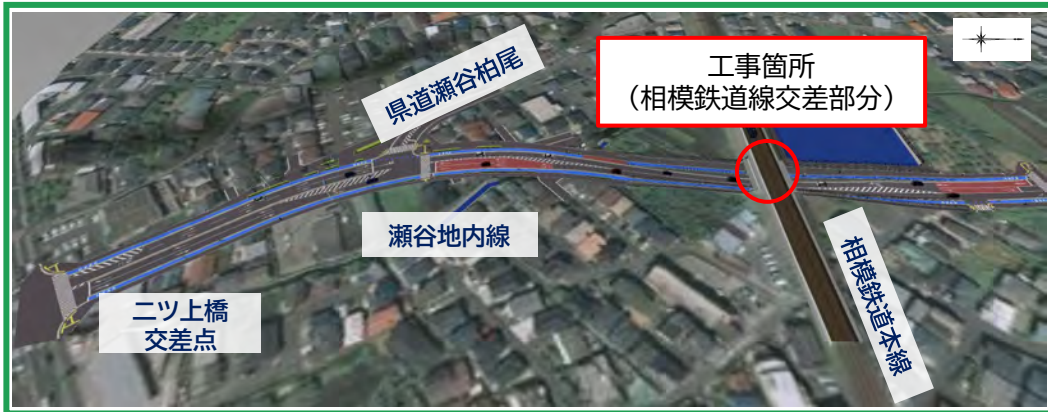 県道瀬谷柏尾
工事箇所
（相模鉄道線交差部分）
瀬谷地内線
二ツ上橋
交差点
相模鉄道本線